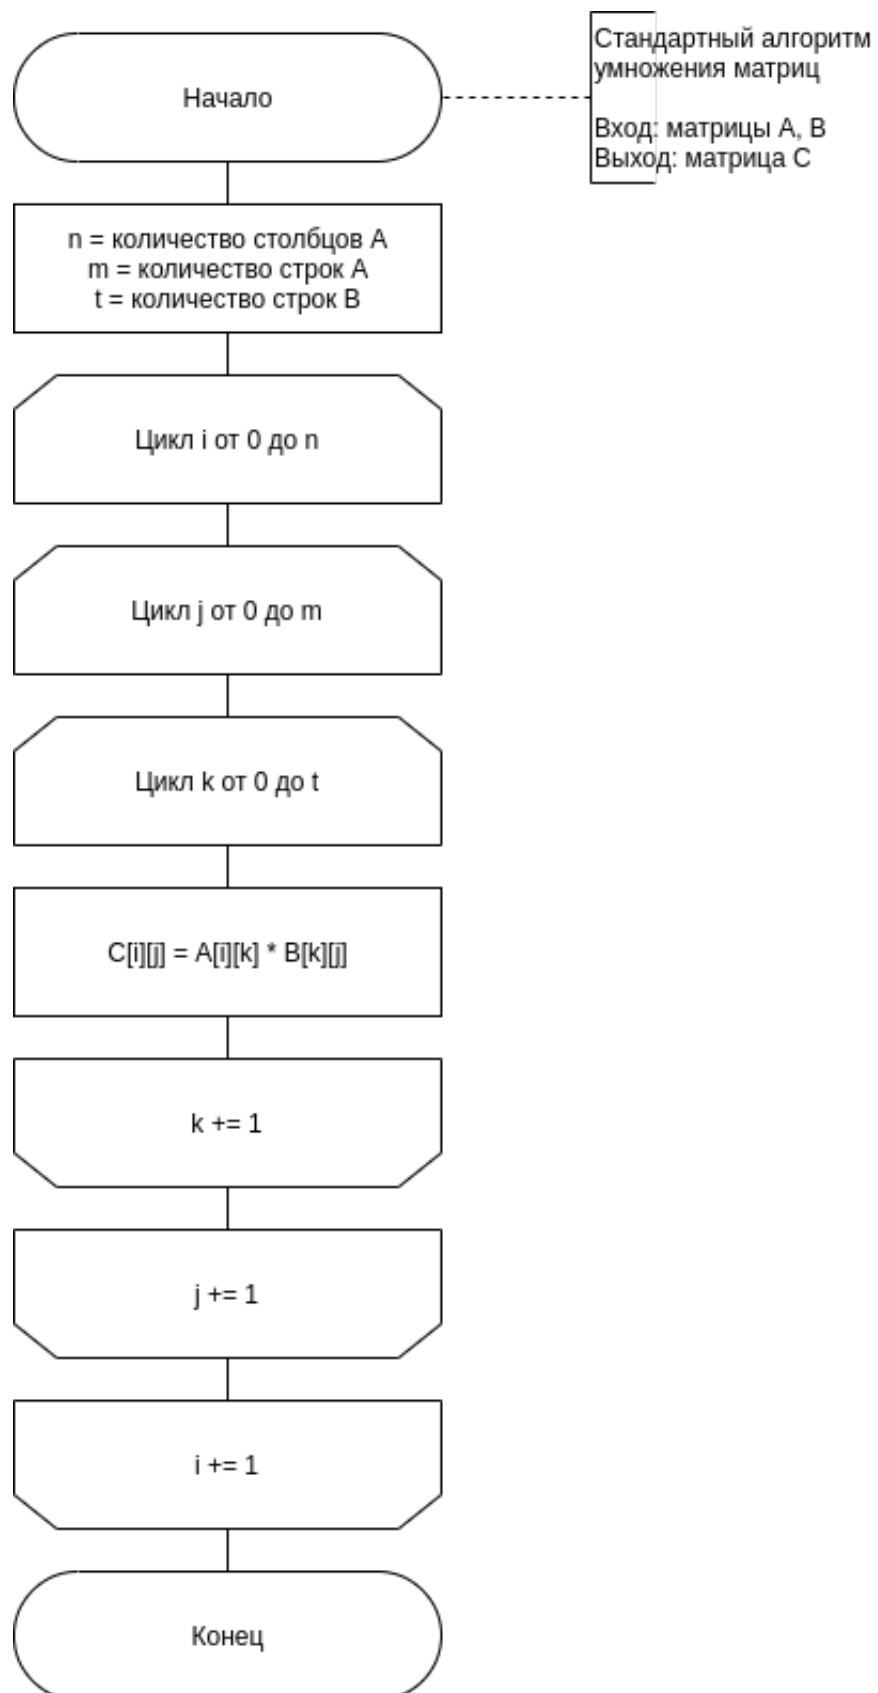 Начало
Стандартный алгоритм
умножения матриц
Вход: матрицы A, B
Выход: матрица C
n = количество столбцов A
m = количество строк A
t = количество строк B
Цикл i от 0 до n
Цикл j от 0 до m
Цикл k от 0 до t
C[i][j] = A[i][k] * B[k][j]
k += 1
j += 1
i += 1
Конец